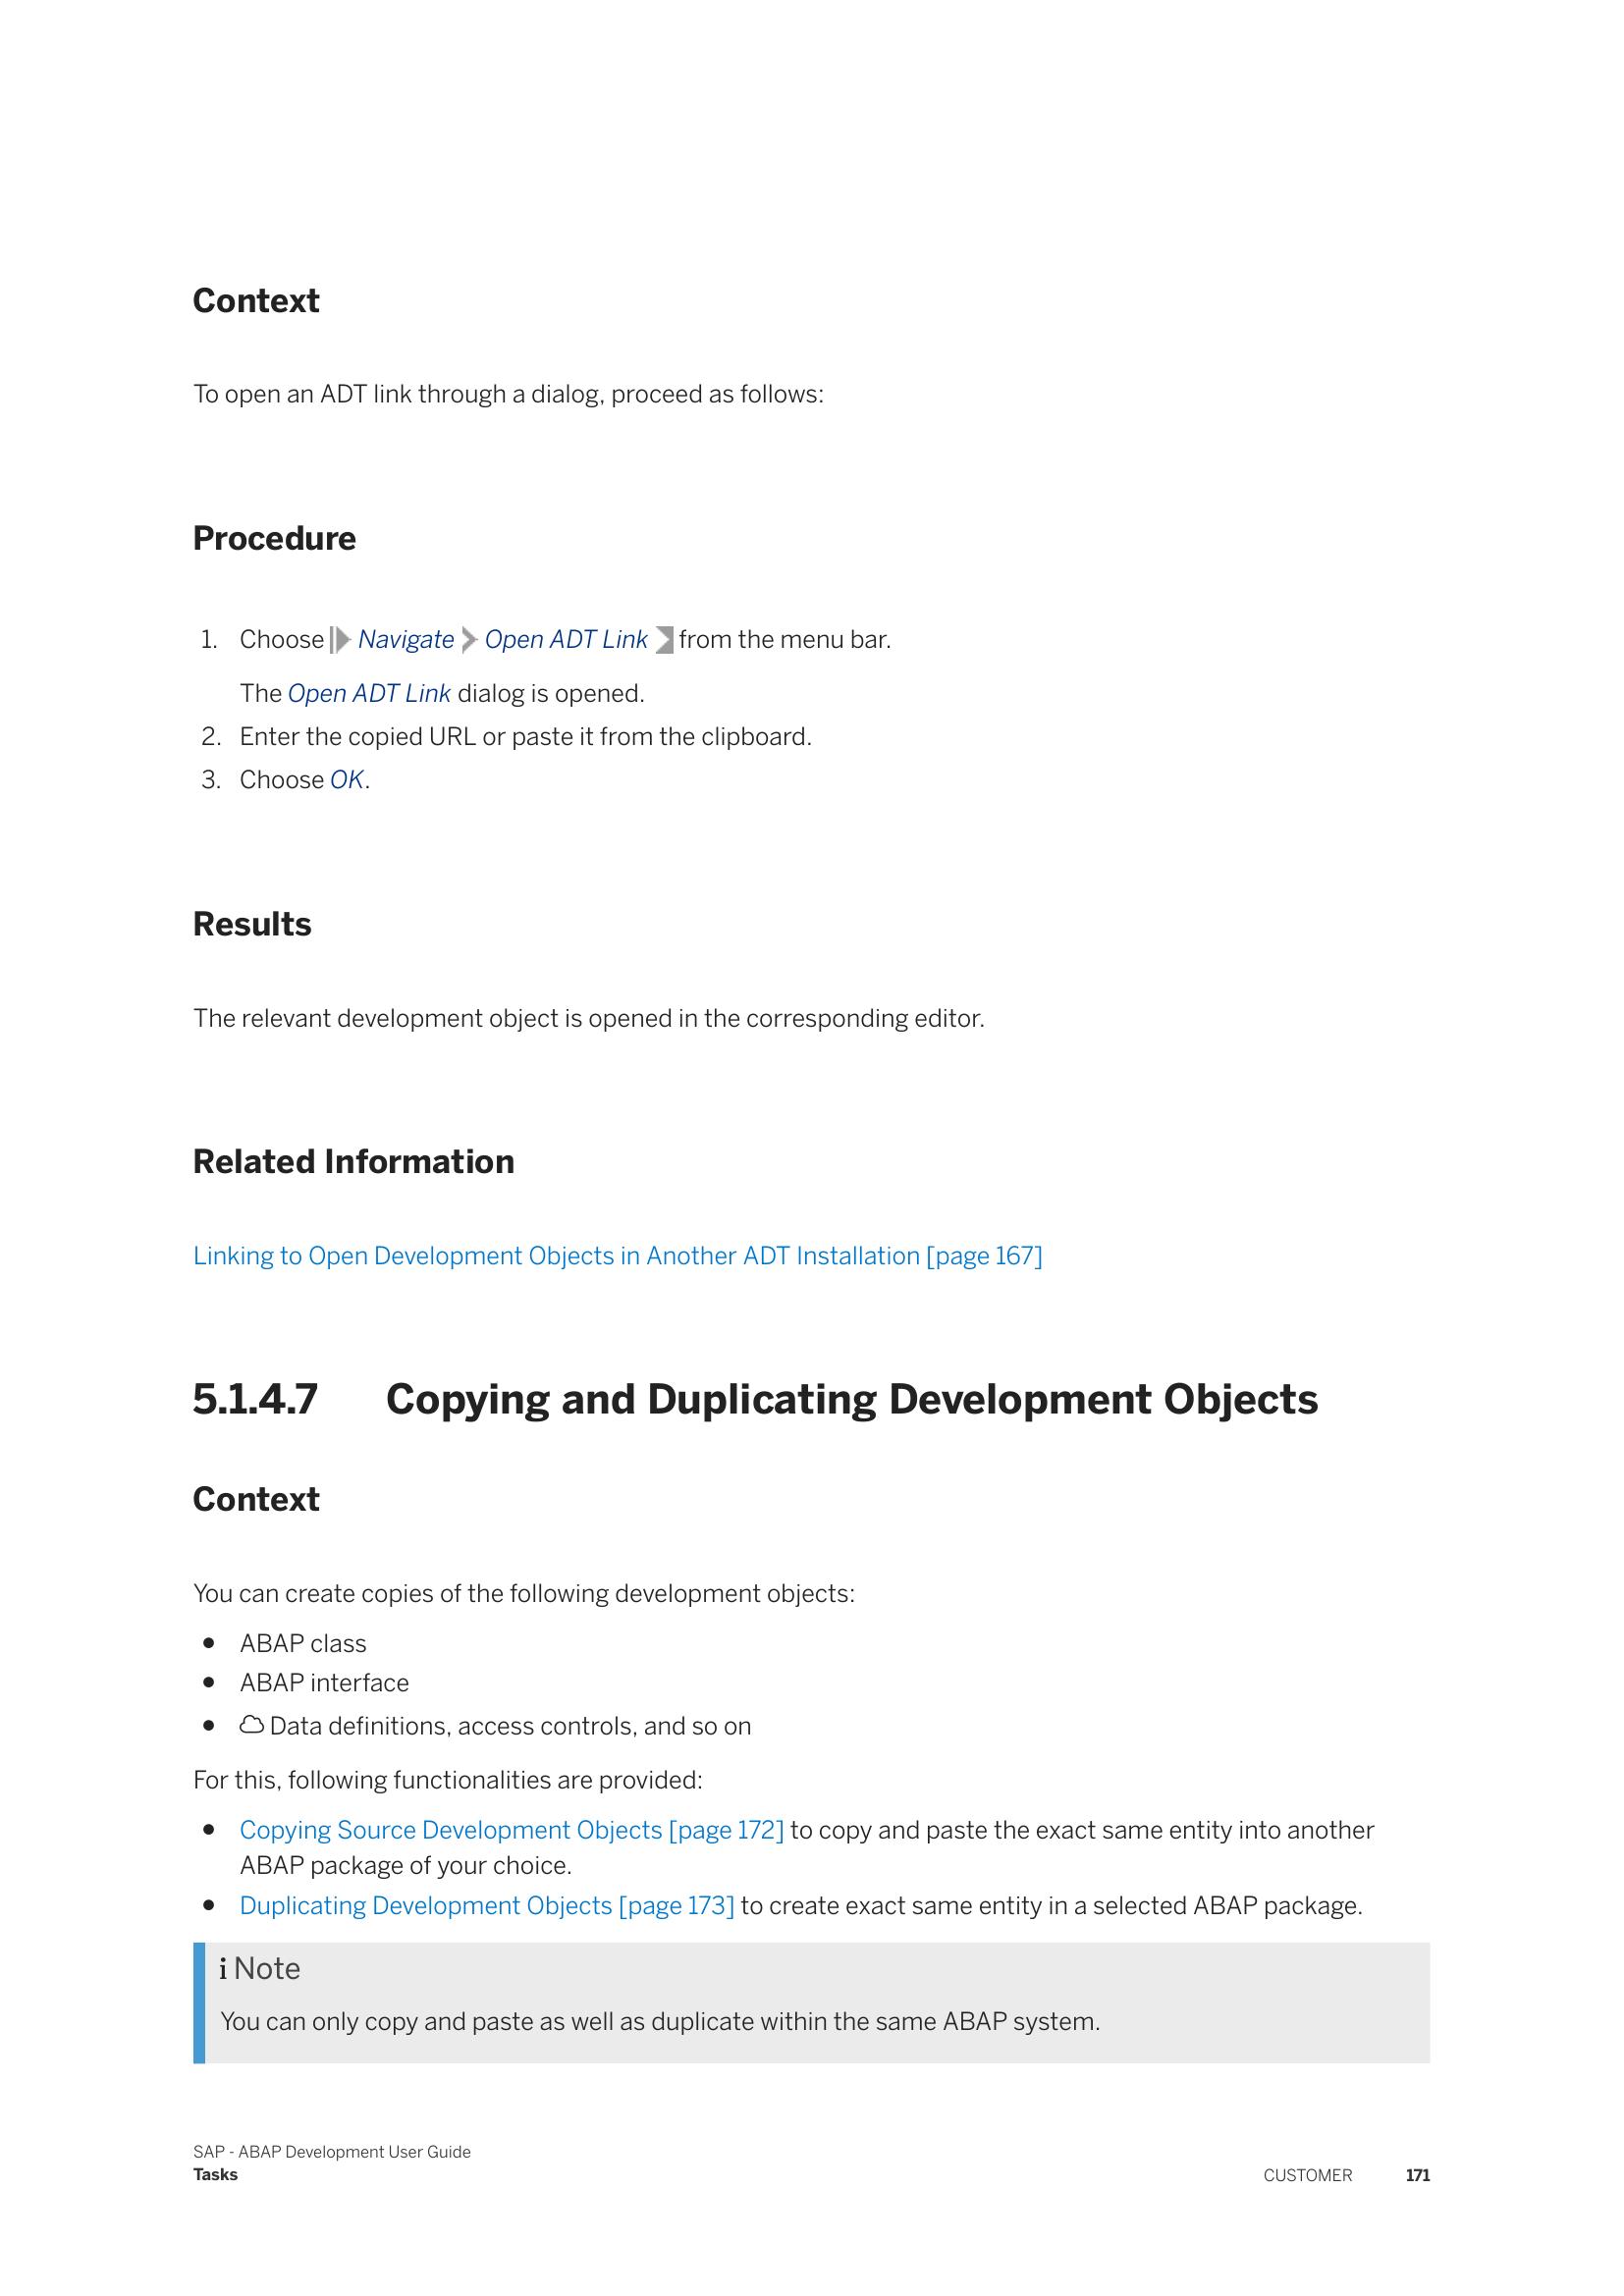 Context
To open an ADT link through a dialog, proceed as follows:
Procedure
1. Choose Navigate Open ADT Link from the menu bar.
The Open ADT Link dialog is opened.
2. Enter the copied URL or paste it from the clipboard.
3. Choose OK.
Results
The relevant development object is opened in the corresponding editor.
Related Information
Linking to Open Development Objects in Another ADT Installation [page 167]
5.1.4.7 Copying and Duplicating Development Objects
Context
You can create copies of the following development objects:
• ABAP class
• ABAP interface
• Data definitions, access controls, and so on
For this, following functionalities are provided:
• Copying Source Development Objects [page 172] to copy and paste the exact same entity into another
ABAP package of your choice.
• Duplicating Development Objects [page 173] to create exact same entity in a selected ABAP package.
i Note
You can only copy and paste as well as duplicate within the same ABAP system.
SAP - ABAP Development User Guide
Tasks
CUSTOMER 171